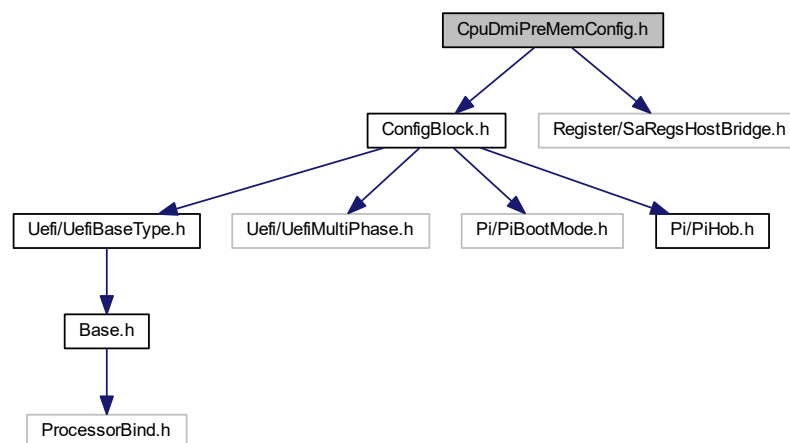 CpuDmiPreMemConfig.h
ConfigBlock.h
Register/SaRegsHostBridge.h
Uefi/UefiBaseType.h
Uefi/UefiMultiPhase.h
Pi/PiBootMode.h
Pi/PiHob.h
Base.h
ProcessorBind.h